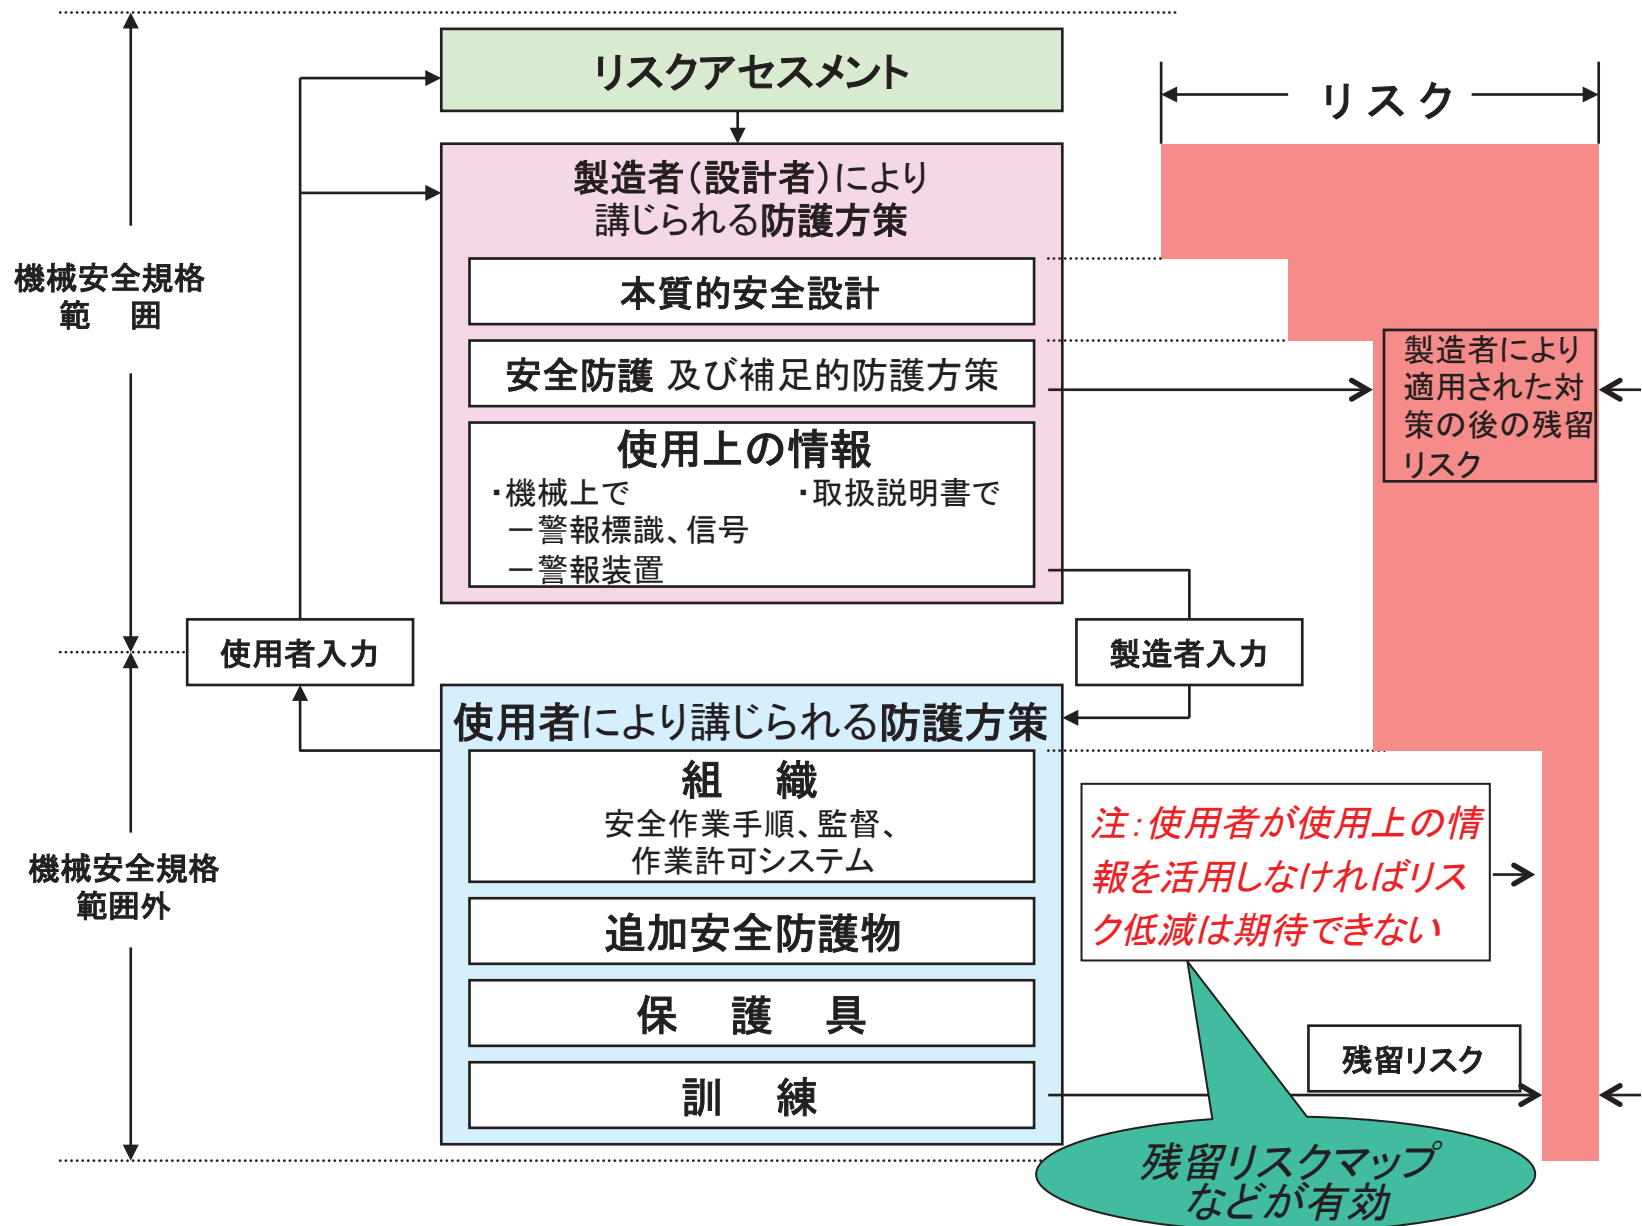 リスクアセスメント
リスク
製造者(設計者)により
講じられる防護方策
機械安全規格
範 囲
本質的安全設計
安全防護 及び補足的防護方策
製造者により
適用された対
策の後の残留
リスク
使用上の情報
・機械上で ・取扱説明書で
－警報標識、信号
－警報装置
使用者入力
製造者入力
使用者により講じられる防護方策
組 織
安全作業手順、監督、
作業許可システム
注:使用者が使用上の情
報を活用しなければリス
ク低減は期待できない
機械安全規格
範囲外
追加安全防護物
保 護 具
残留リスク
訓 練
残留リスクマップ
などが有効